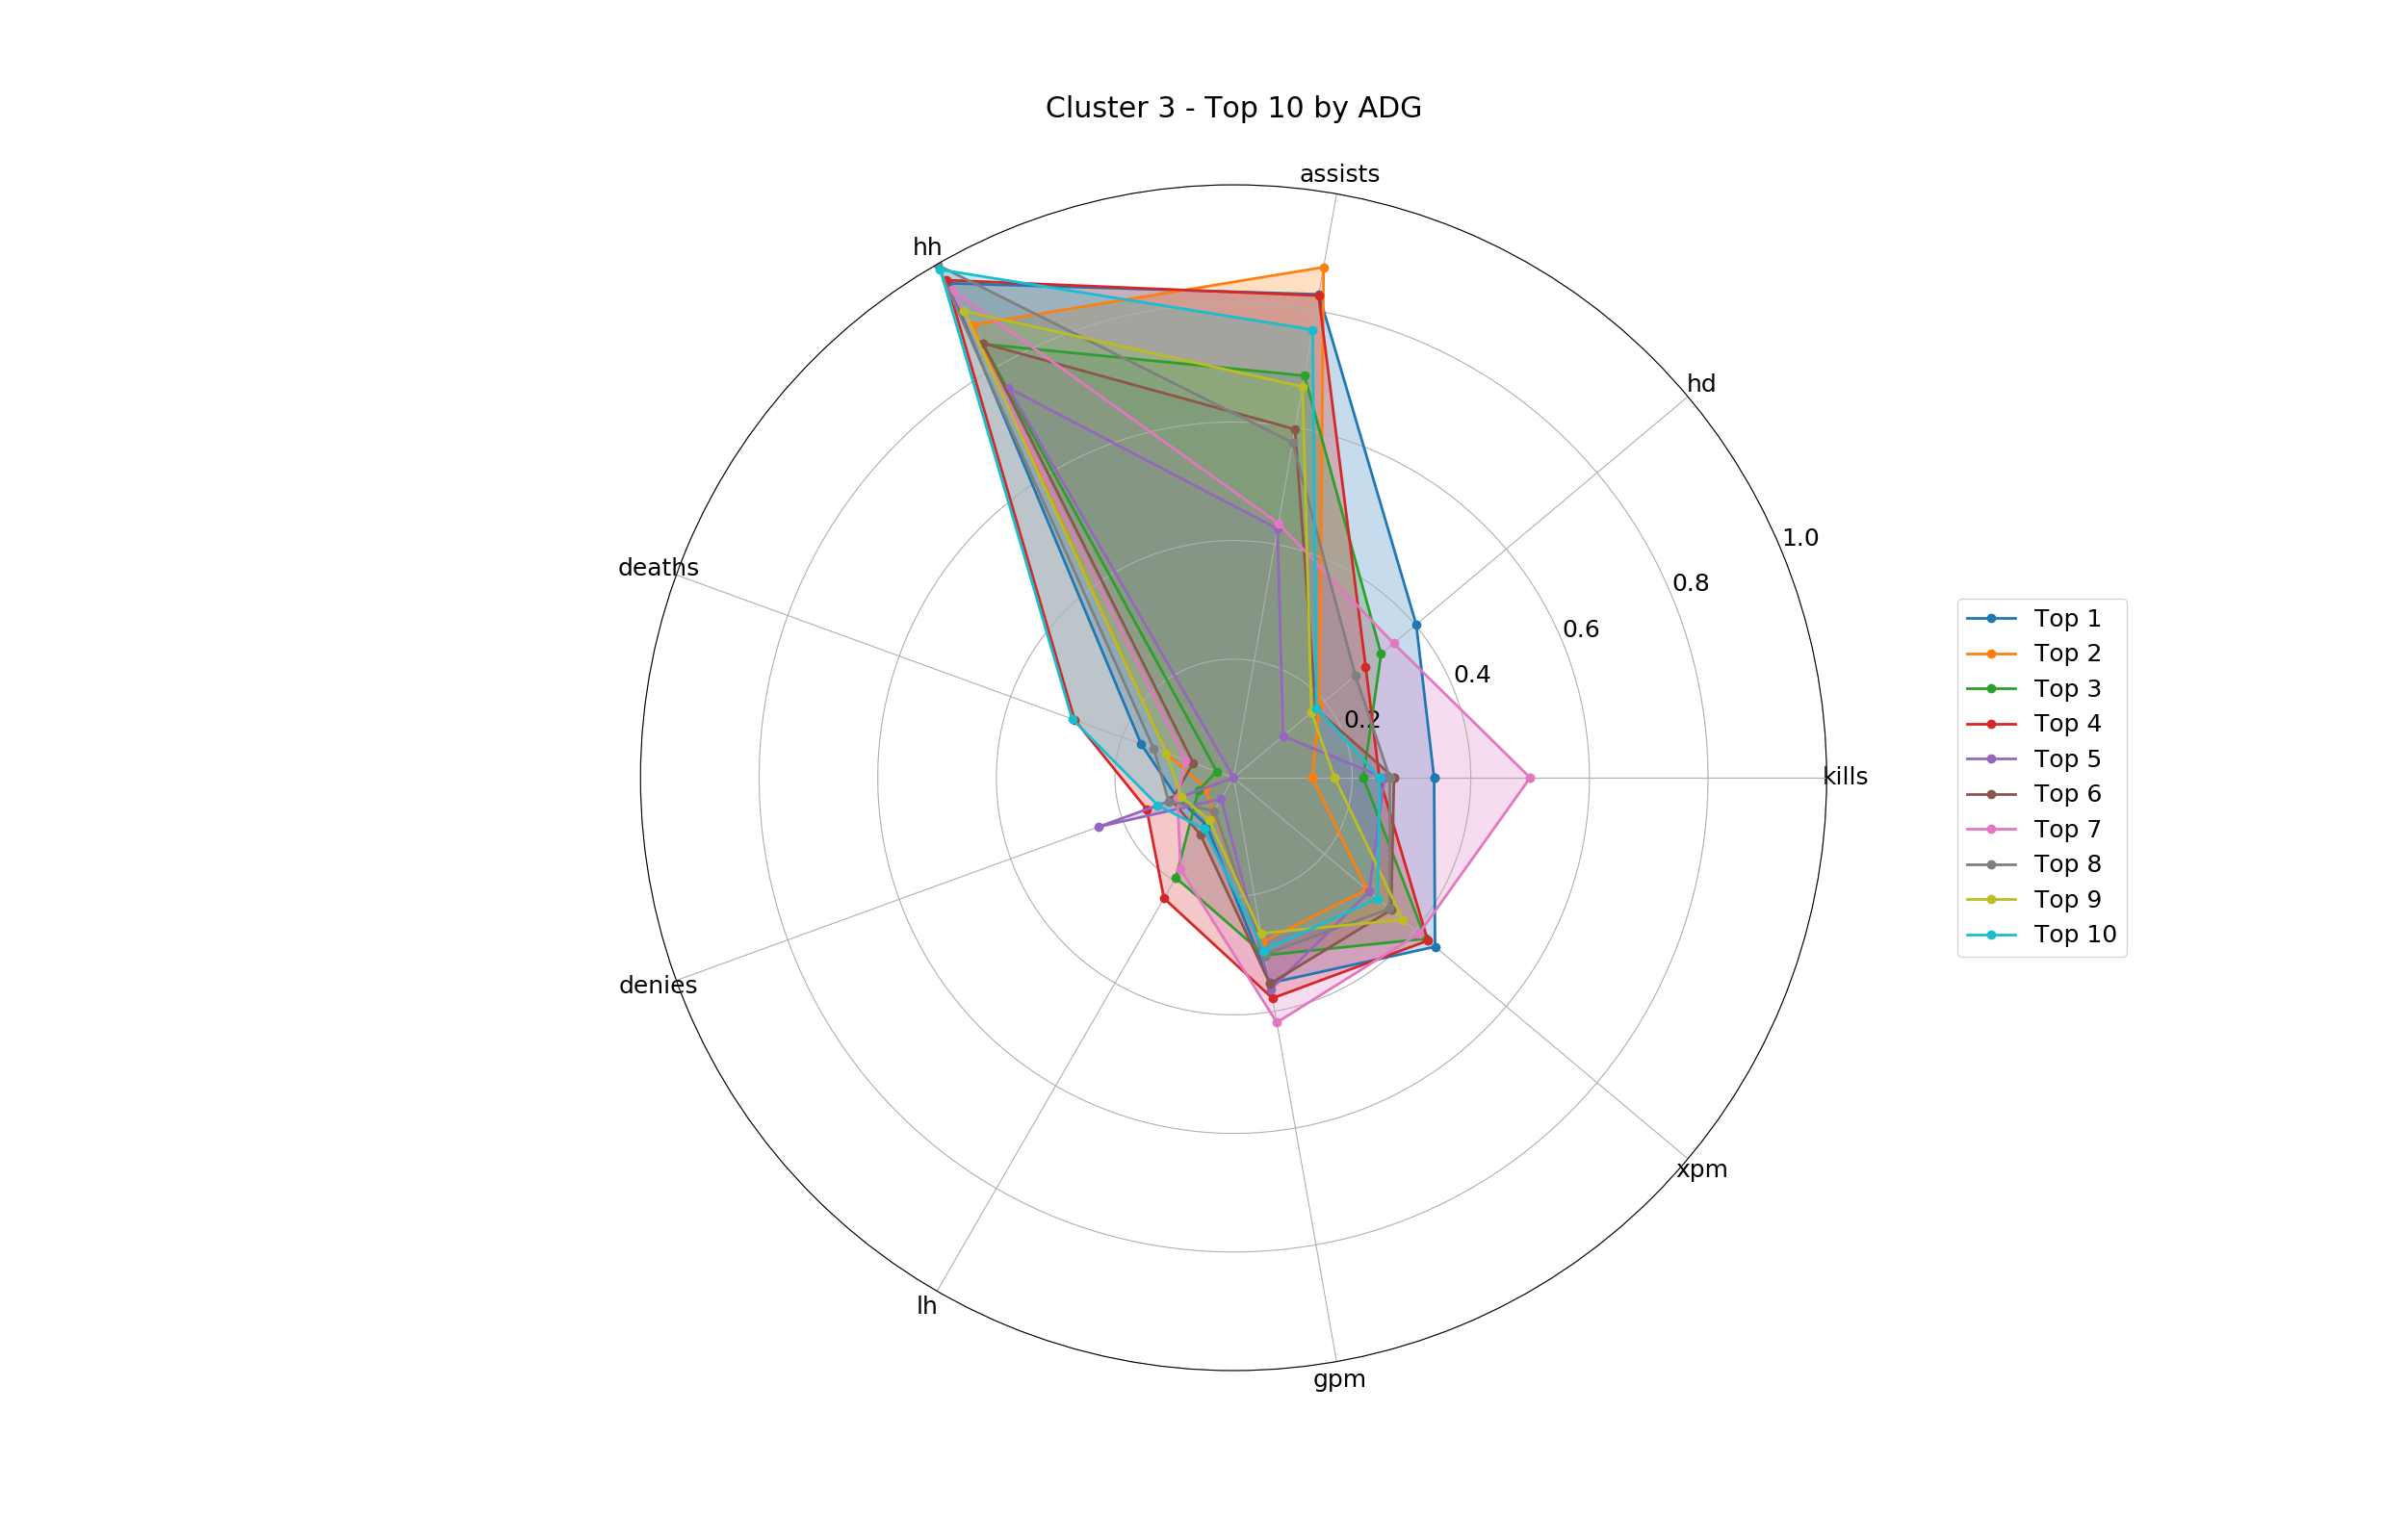 Cluster 3 - Top 10 by ADG
assists
hh
hd
deaths
1.0
0.8
0.6
0.4
0.2
kills
denies
xpm
lh
gpm
Top 1
Top 2
Top 3
Top 4
Top 5
Top 6
Top 7
Top 8
Top 9
Top 10